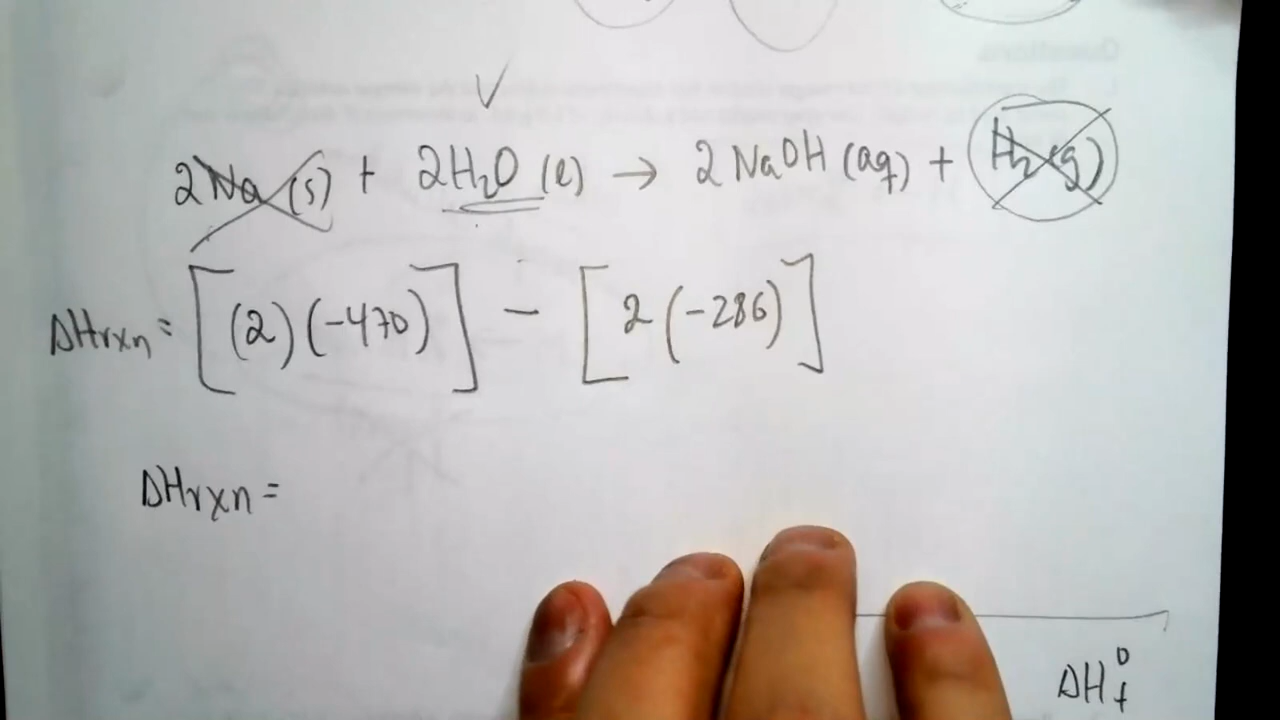 2Na(s) + 2H₂O (l) → 2NaOH (aq) + H₂(g)
ΔHrxn = [(2)(-470)] - [2(-286)]
ΔHrxn =
ΔH°f